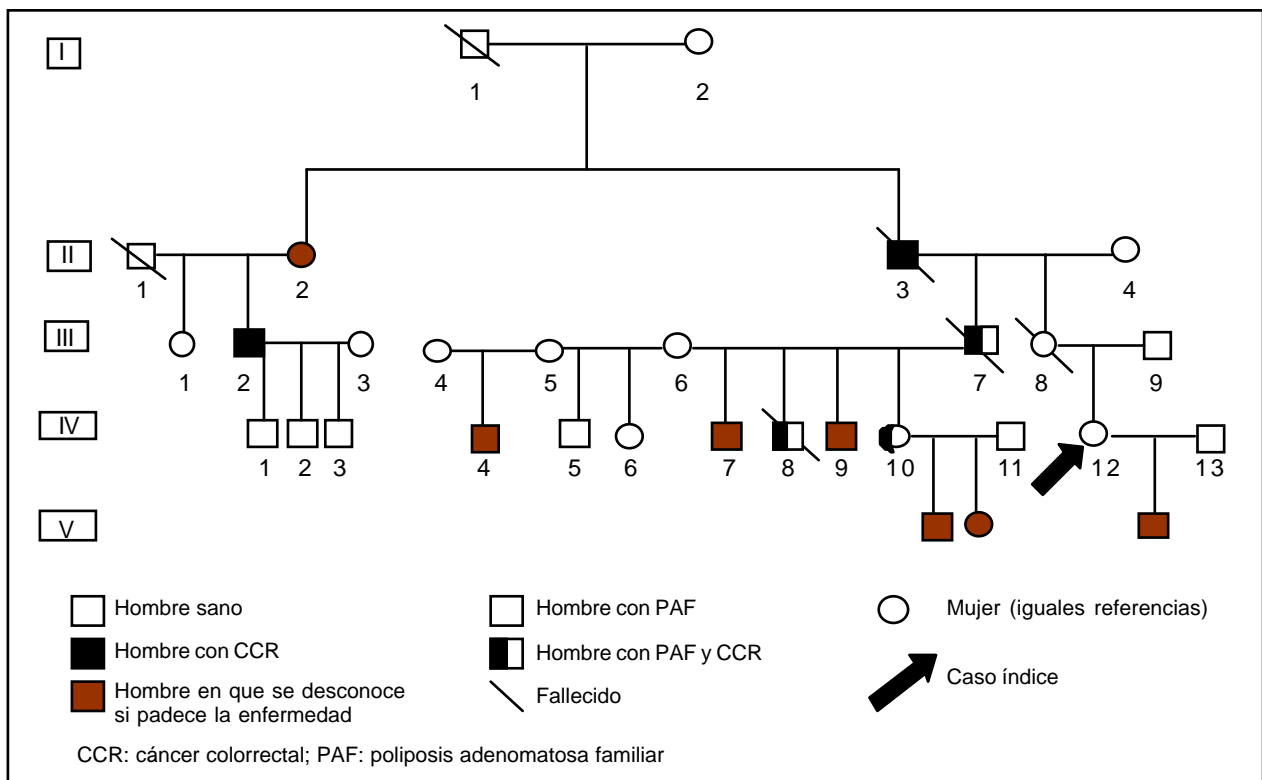 I
1 2
II
1 2 3 4
III
1 2 3 4 5 6 7 8 9
IV
1 2 3 4 5 6 7 8 9 10 11 12 13
V
Hombre sano
Hombre con PAF
Mujer (iguales referencias)
Hombre con CCR
Hombre con PAF y CCR
Caso índice
Hombre en que se desconoce
si padece la enfermedad
Fallecido
CCR: cáncer colorrectal; PAF: poliposis adenomatosa familiar